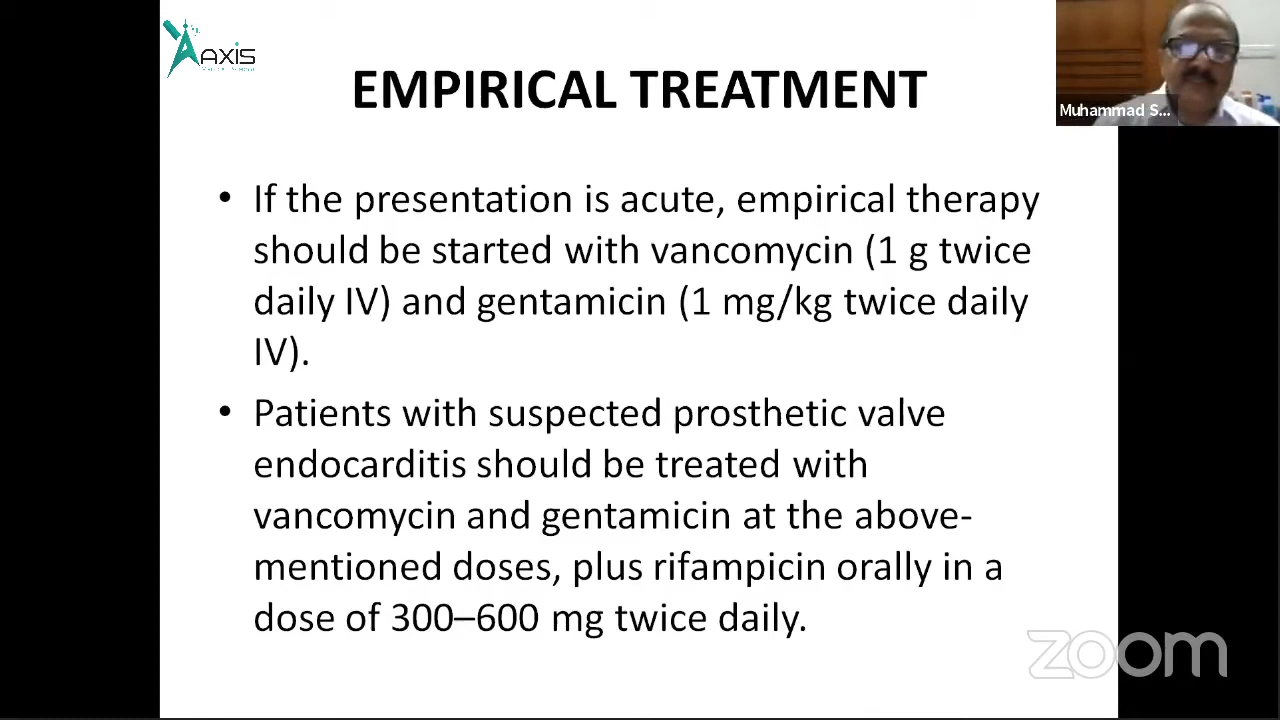 AXIS
EMPIRICAL TREATMENT
Muhammad S...
• If the presentation is acute, empirical therapy
should be started with vancomycin (1 g twice
daily IV) and gentamicin (1 mg/kg twice daily
IV).
• Patients with suspected prosthetic valve
endocarditis should be treated with
vancomycin and gentamicin at the above-
mentioned doses, plus rifampicin orally in a
dose of 300–600 mg twice daily.
zoom